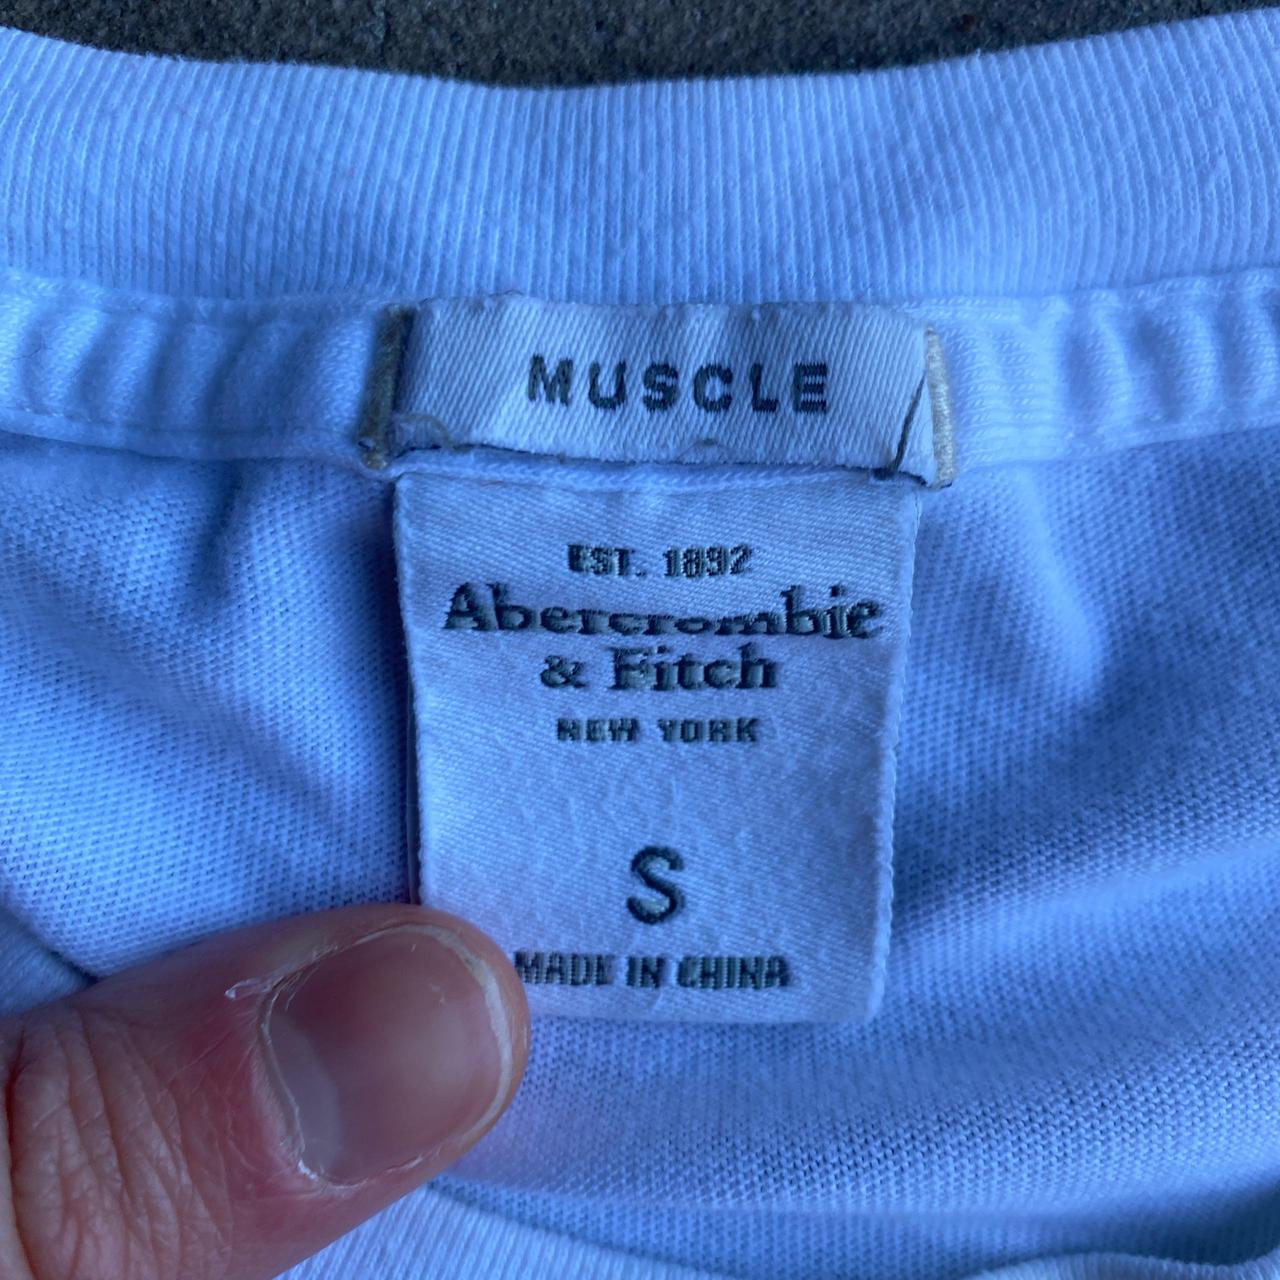 MUSCLE
EST. 1892
Abercrombie
& Fitch
NEW YORK
S
MADE IN CHINA